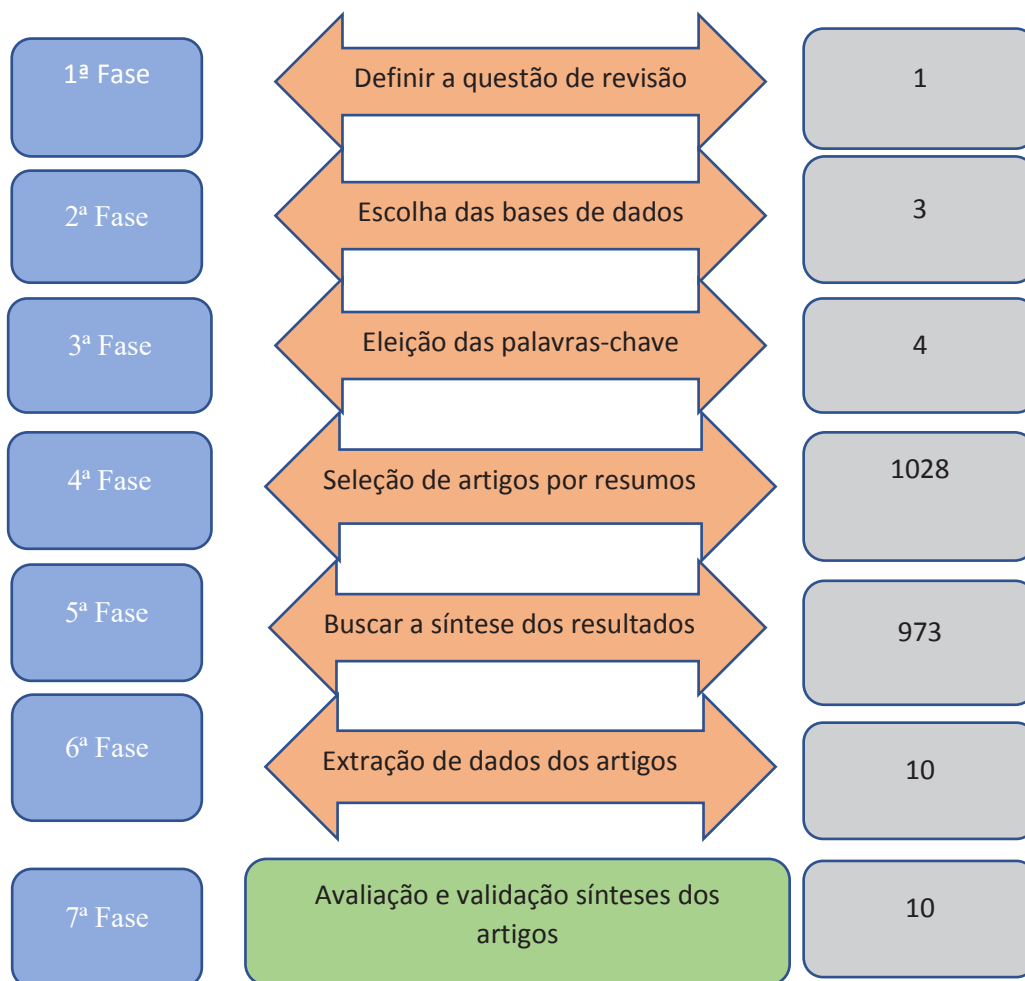 1ª Fase
Definir a questão de revisão
1
2ª Fase
Escolha das bases de dados
3
3ª Fase
Eleição das palavras-chave
4
4ª Fase
Seleção de artigos por resumos
1028
5ª Fase
Buscar a síntese dos resultados
973
6ª Fase
Extração de dados dos artigos
10
7ª Fase
Avaliação e validação sínteses dos
artigos
10